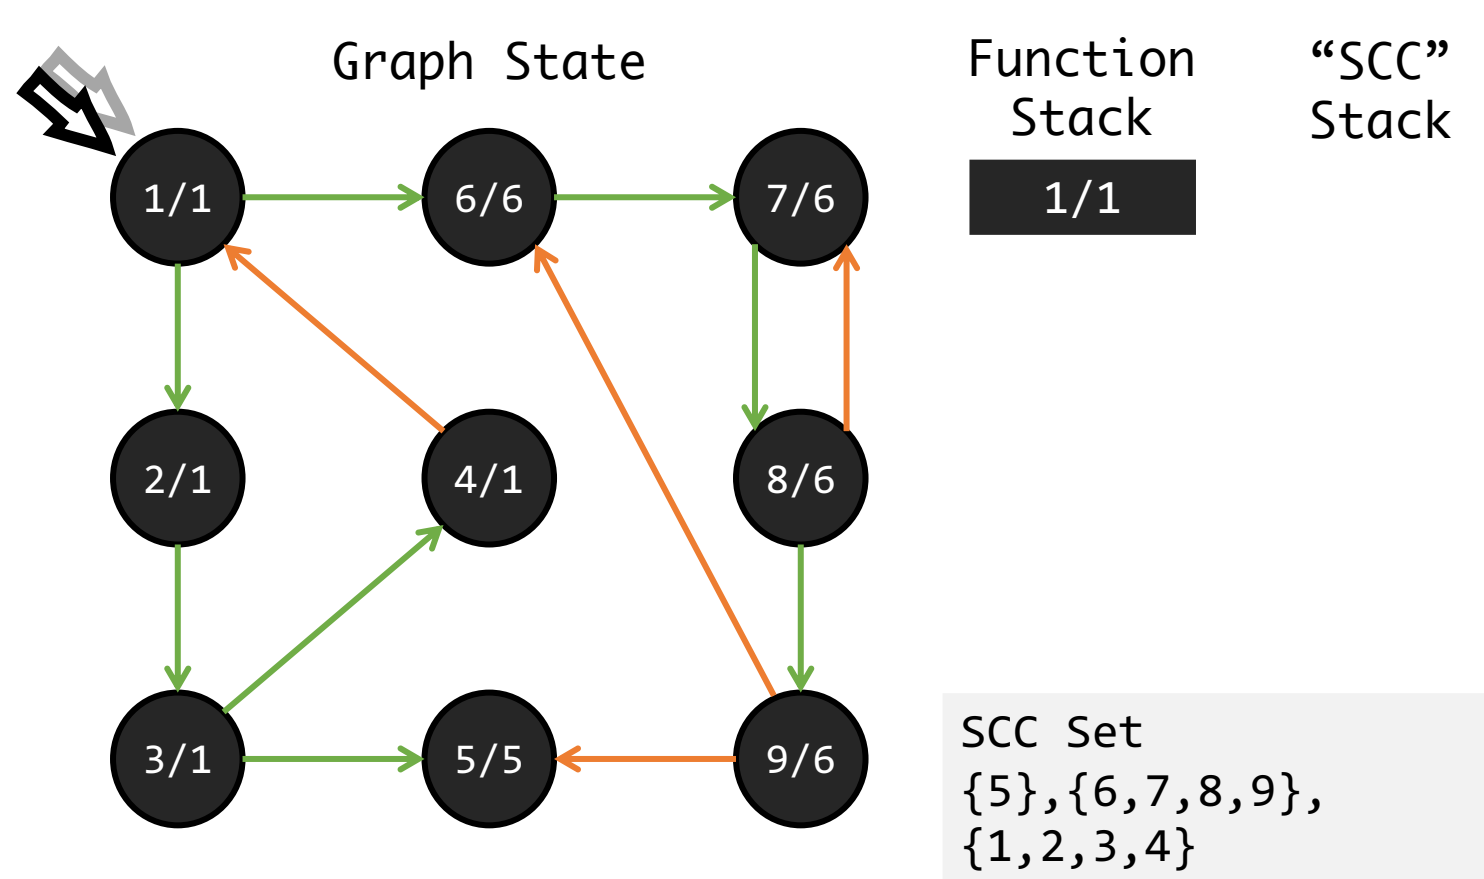 Graph State
Function
Stack
“SCC”
Stack
1/1
6/6
7/6
1/1
2/1
4/1
8/6
3/1
5/5
9/6
SCC Set
{5},{6,7,8,9},
{1,2,3,4}